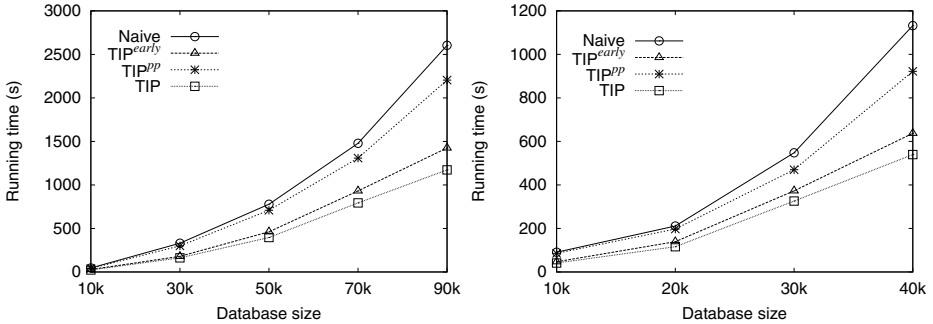 3000
2500
2000
1500
1000
500
0
Running time (s)
Naive
TIP^early
TIP^pp
TIP
10k 30k 50k 70k 90k
Database size
1200
1000
800
600
400
200
0
Running time (s)
Naive
TIP^early
TIP^pp
TIP
10k 20k 30k 40k
Database size